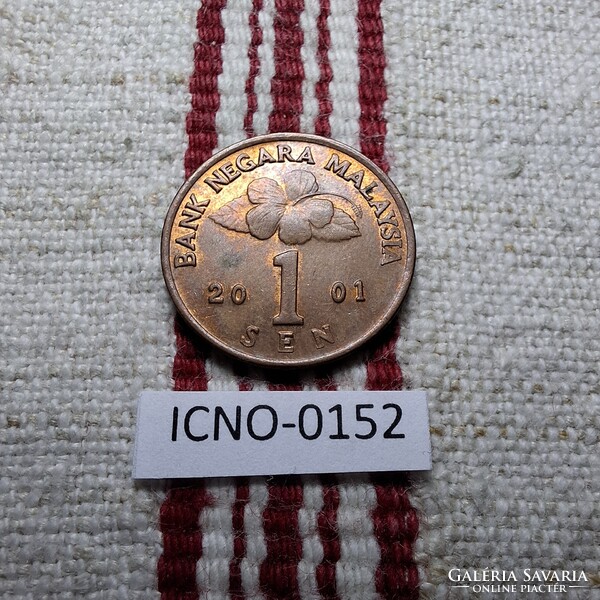 BANK NEGARA MALAYSIA
20 1 01
SEN
ICNO-0152
GALÉRIA SAVARIA
ONLINE PIACTÉR